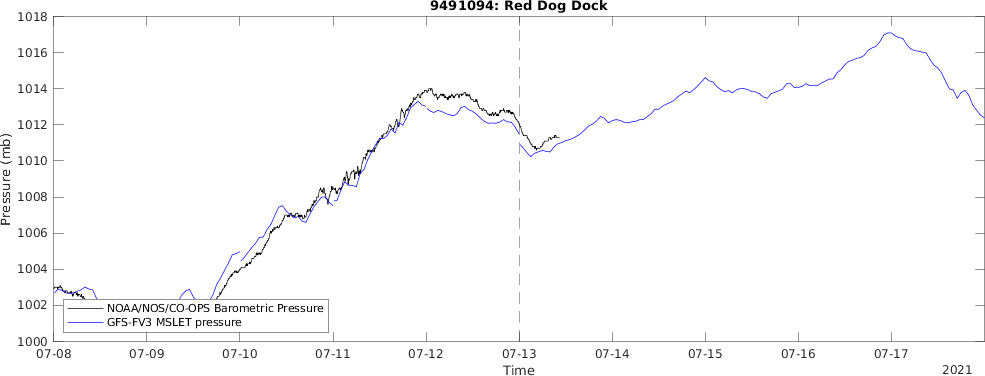 9491094: Red Dog Dock
Pressure (mb)
1018
1016
1014
1012
1010
1008
1006
1004
1002
1000
NOAA/NOS/CO-OPS Barometric Pressure
GFS-FV3 MSLET pressure
07-08 07-09 07-10 07-11 07-12 07-13 07-14 07-15 07-16 07-17
Time
2021